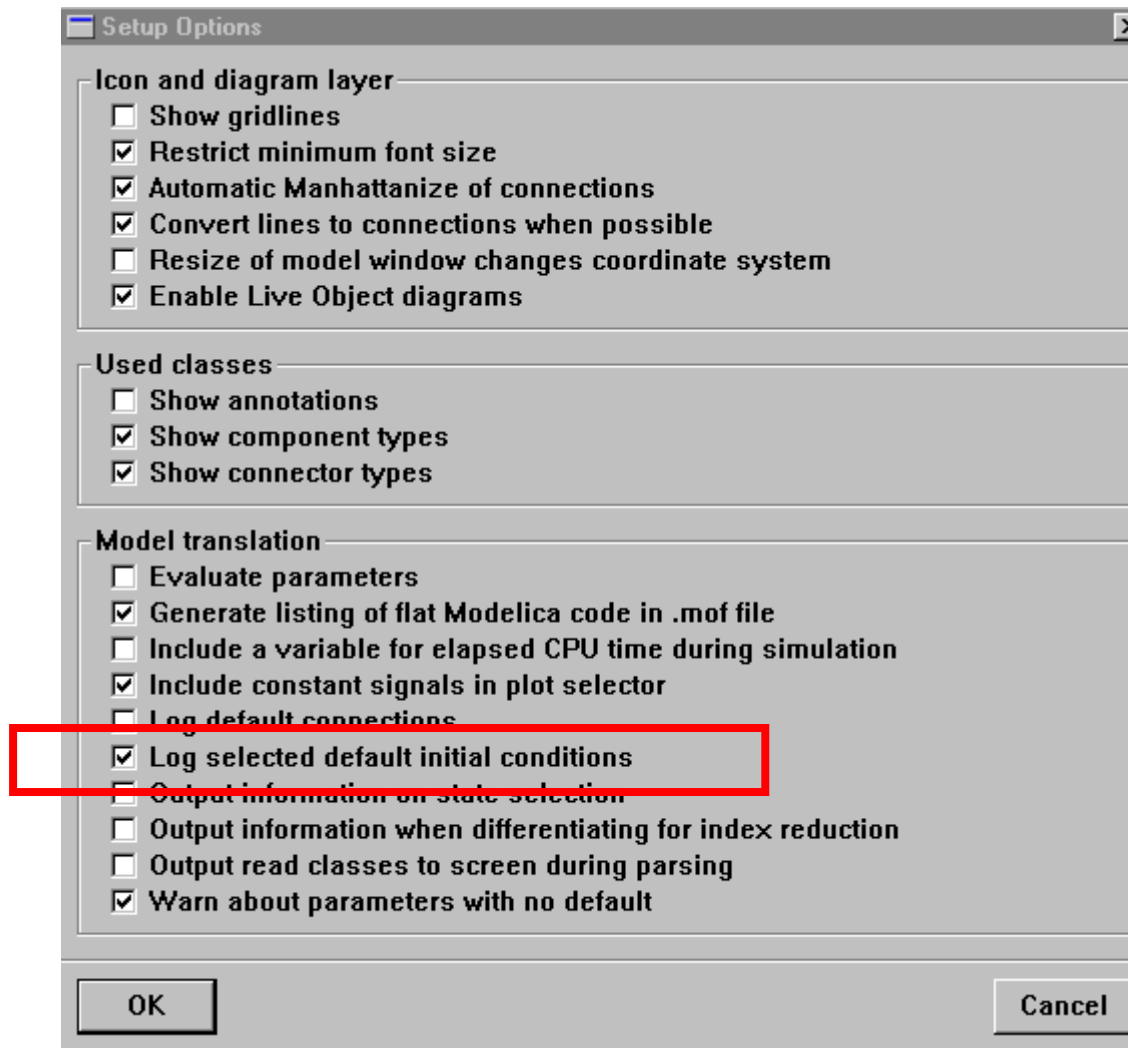 Setup Options
Icon and diagram layer
Show gridlines
Restrict minimum font size
Automatic Manhattanize of connections
Convert lines to connections when possible
Resize of model window changes coordinate system
Enable Live Object diagrams
Used classes
Show annotations
Show component types
Show connector types
Model translation
Evaluate parameters
Generate listing of flat Modelica code in .mof file
Include a variable for elapsed CPU time during simulation
Include constant signals in plot selector
Log default connections
Log selected default initial conditions
Output information on state selection
Output information when differentiating for index reduction
Output read classes to screen during parsing
Warn about parameters with no default
OK
Cancel